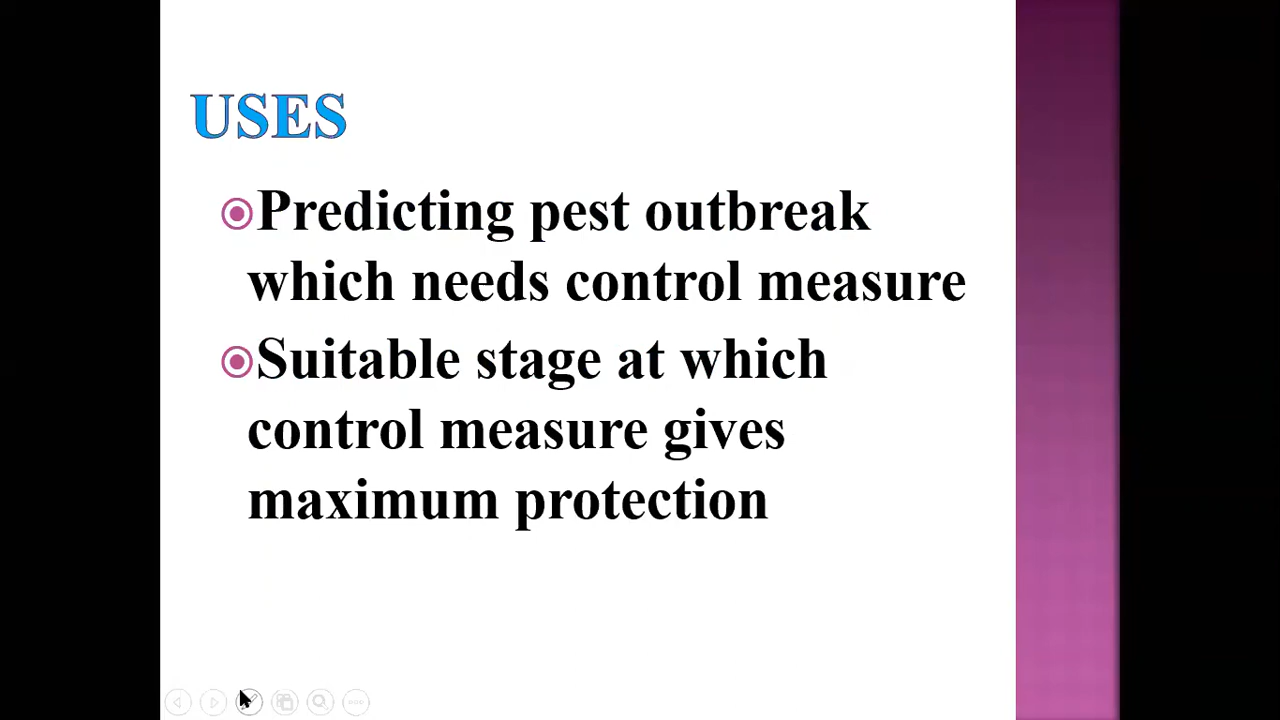 USES
Predicting pest outbreak
which needs control measure
Suitable stage at which
control measure gives
maximum protection